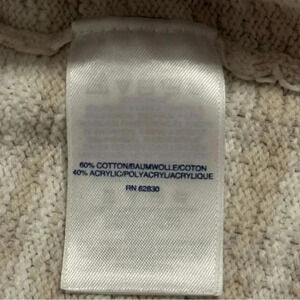 60% COTTON/BAUMWOLLE/COTON
40% ACRYLIC/POLYACRYL/ACRYLIQUE
RN 62830